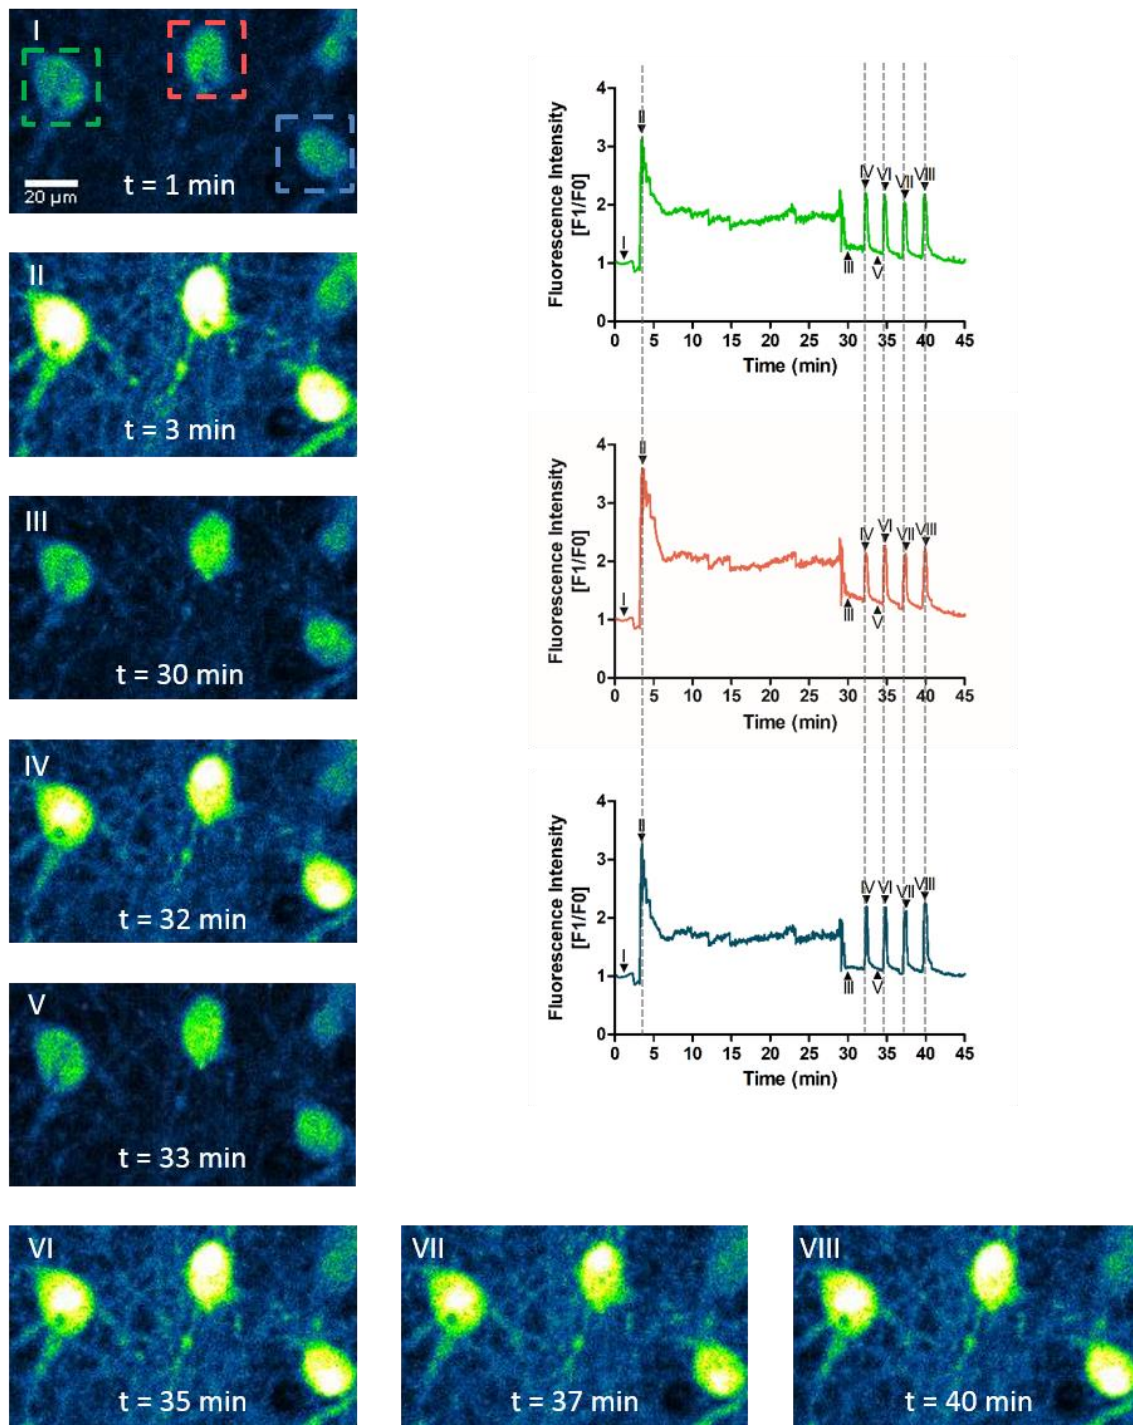 I
20 µm
t = 1 min
II
t = 3 min
III
t = 30 min
IV
t = 32 min
V
t = 33 min
VI
t = 35 min
VII
t = 37 min
VIII
t = 40 min
Fluorescence Intensity
[F1/F0]
4
3
2
1
0
I
II
III
IV
V
VI
VII
VIII
0 5 10 15 20 25 30 35 40 45
Time (min)
Fluorescence Intensity
[F1/F0]
4
3
2
1
0
I
II
III
IV
V
VI
VII
VIII
0 5 10 15 20 25 30 35 40 45
Time (min)
Fluorescence Intensity
[F1/F0]
4
3
2
1
0
I
II
III
IV
V
VI
VII
VIII
0 5 10 15 20 25 30 35 40 45
Time (min)